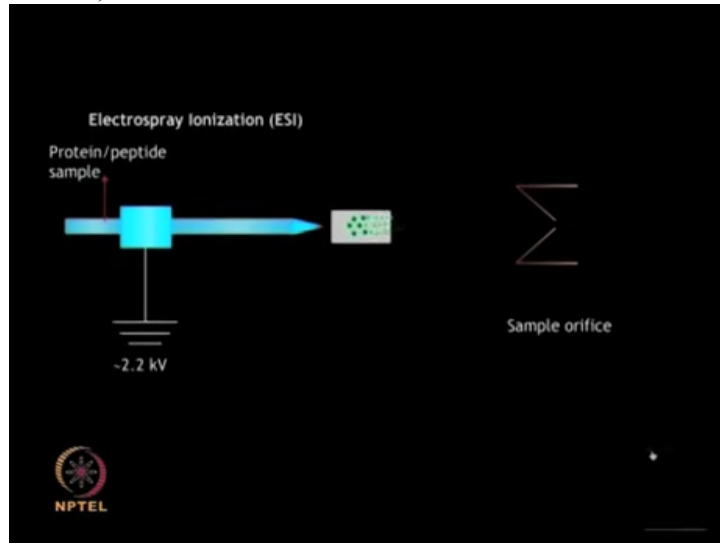 Electrospray Ionization (ESI)
Protein/peptide
sample
Sample orifice
~2.2 kV
NPTEL